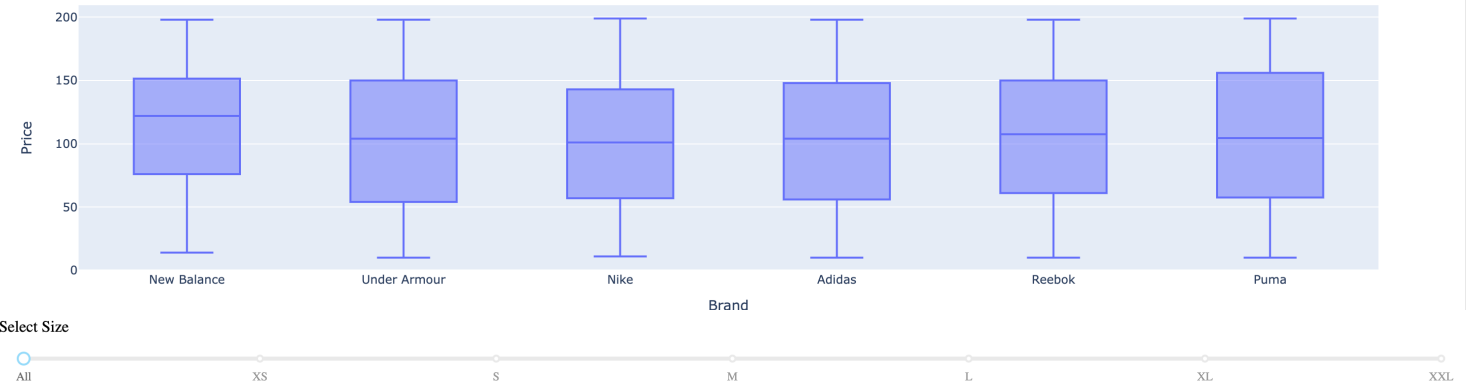 200
150
100
50
0
Price
New Balance Under Armour Nike Adidas Reebok Puma
Brand
Select Size
All XS S M L XL XXL